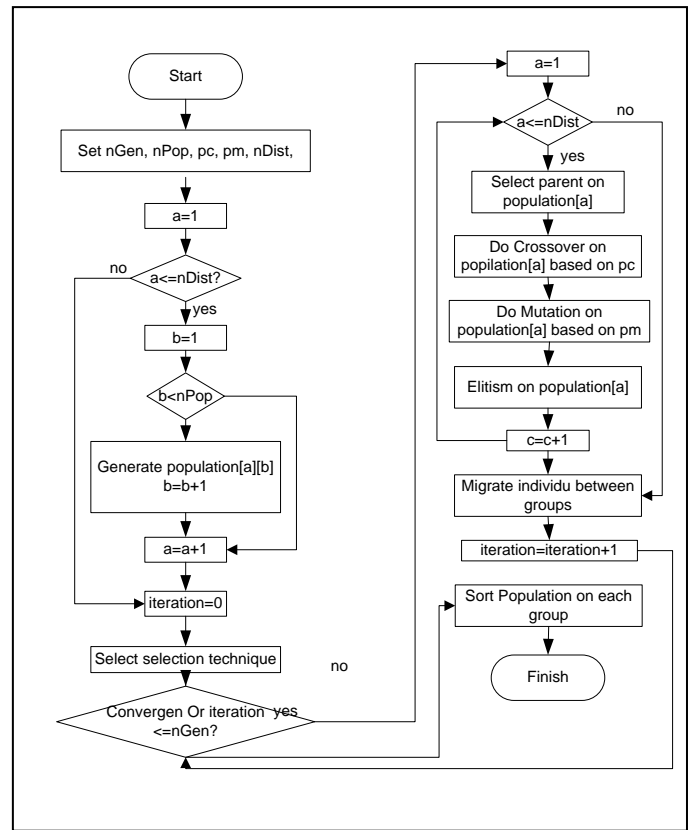 Start
Set nGen, nPop, pc, pm, nDist,
a=1
no
a<=nDist?
yes
b=1
b<nPop
Generate population[a][b]
b=b+1
a=a+1
iteration=0
Select selection technique
no
Convergen Or iteration
<=nGen?
yes
a=1
a<=nDist
no
yes
Select parent on
population[a]
Do Crossover on
popilation[a] based on pc
Do Mutation on
population[a] based on pm
Elitism on population[a]
c=c+1
Migrate individu between
groups
iteration=iteration+1
Sort Population on each
group
Finish